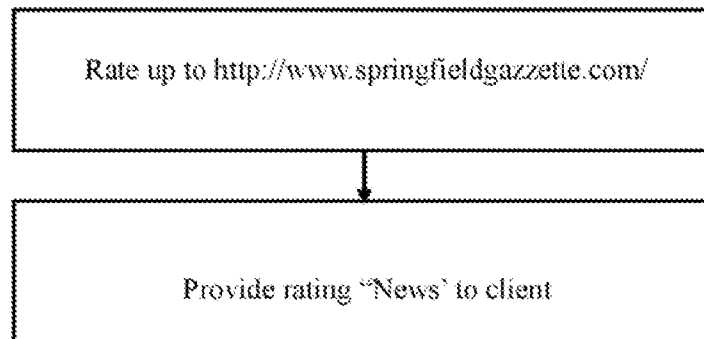 Rate up to http://www.springfieldgazzette.com/
Provide rating “News’ to client